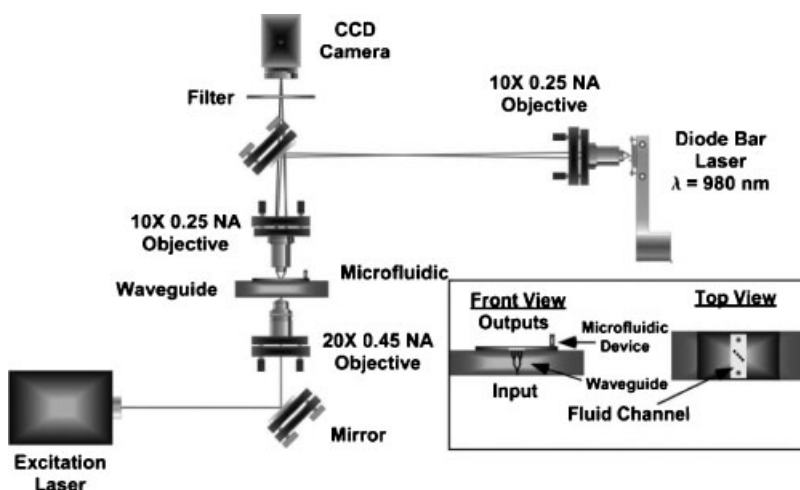 CCD
Camera
Filter
10X 0.25 NA
Objective
Diode Bar
Laser
λ = 980 nm
10X 0.25 NA
Objective
Microfluidic
Waveguide
20X 0.45 NA
Objective
Mirror
Excitation
Laser
Front View
Outputs
Top View
Microfluidic
Device
Waveguide
Input
Fluid Channel